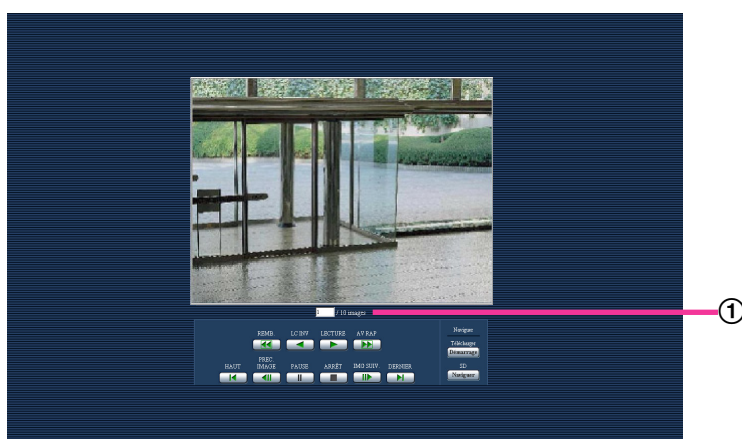 1 / 10 images
①
REMB. LC INV LECTURE AV RAP
HAUT PREC. IMAGE PAUSE ARRÊT IMG SUIV. DERNIER
Naviguer
Télécharger
Démarrage
SD
Naviguer